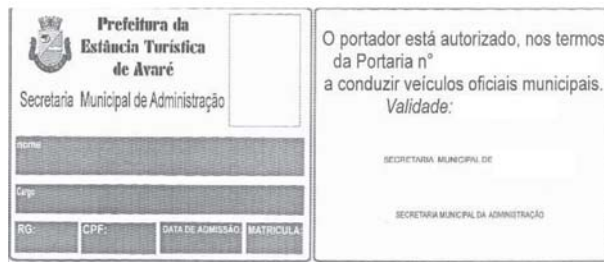 Prefeitura da
Estância Turística
de Avaré
Secretaria Municipal de Administração
nome
Cargo
RG:
CPF:
DATA DE ADMISSÃO:
MATRICULA:
O portador está autorizado, nos termos
da Portaria n°
a conduzir veículos oficiais municipais.
Validade:
SECRETARIA MUNICIPAL DE
SECRETARIA MUNICIPAL DA ADMINISTRAÇÃO